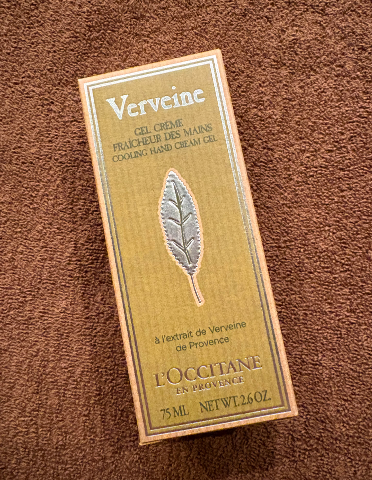 Verveine
GEL CRÈME
FRAÎCHEUR DES MAINS
COOLING HAND CREAM GEL
à l'extrait de Verveine
de Provence
L'OCCITANE
EN PROVENCE
75 ML NET WT. 2.6 OZ.